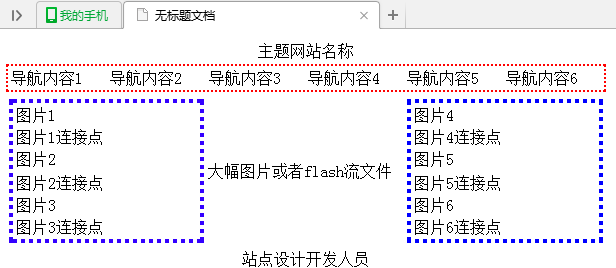 我的手机 无标题文档
主题网站名称
导航内容1 导航内容2 导航内容3 导航内容4 导航内容5 导航内容6
图片1
图片1连接点
图片2
图片2连接点
图片3
图片3连接点
大幅图片或者flash流文件
图片4
图片4连接点
图片5
图片5连接点
图片6
图片6连接点
站点设计开发人员